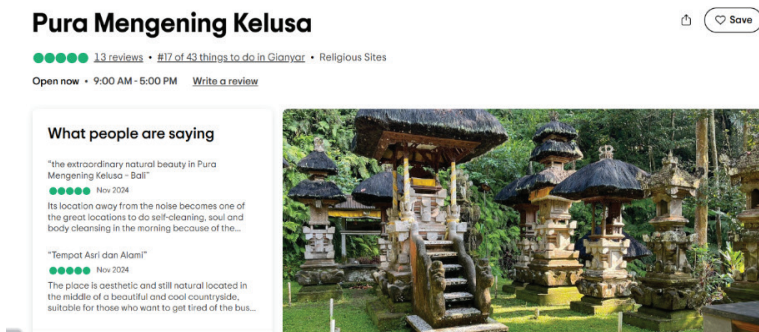 Pura Mengening Kelusa
Save
13 reviews • #17 of 43 things to do in Gianyar • Religious Sites
Open now • 9:00 AM - 5:00 PM Write a review
What people are saying
"the extraordinary natural beauty in Pura
Mengening Kelusa - Bali"
Nov 2024
Its location away from the noise becomes one of
the great locations to do self-cleaning, soul and
body cleansing in the morning because of the...
"Tempat Asri dan Alami"
Nov 2024
The place is aesthetic and still natural located in
the middle of a beautiful and cool countryside,
suitable for those who want to get tired of the bus...